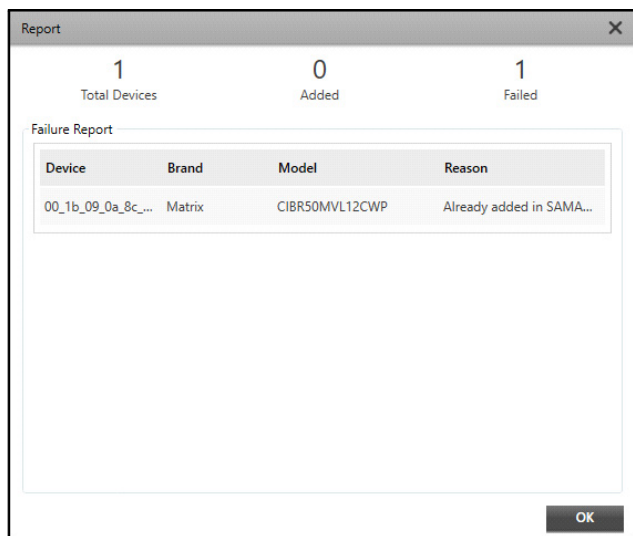 Report
1 0 1
Total Devices Added Failed
Failure Report
Device Brand Model Reason
00_1b_09_0a_8c_... Matrix CIBR50MVL12CWP Already added in SAMA...
OK